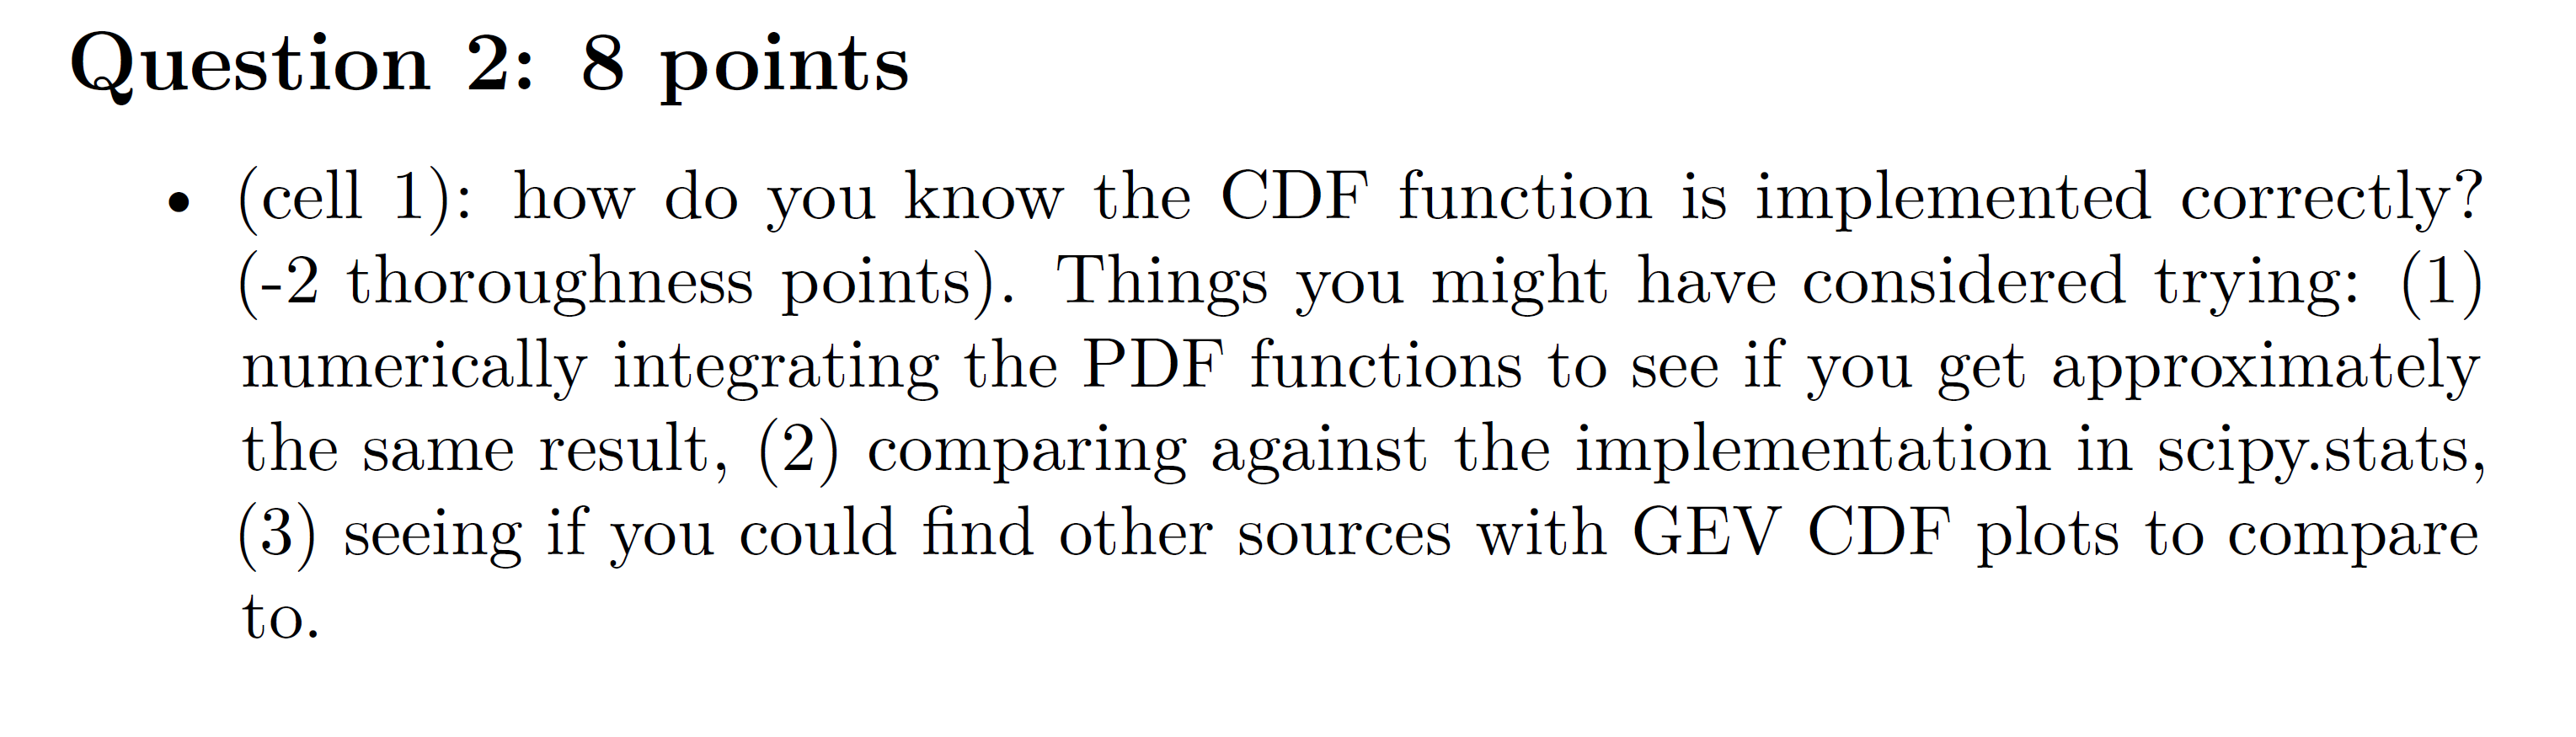 Question 2: 8 points
• (cell 1): how do you know the CDF function is implemented correctly?
(-2 thoroughness points). Things you might have considered trying: (1)
numerically integrating the PDF functions to see if you get approximately
the same result, (2) comparing against the implementation in scipy.stats,
(3) seeing if you could find other sources with GEV CDF plots to compare
to.